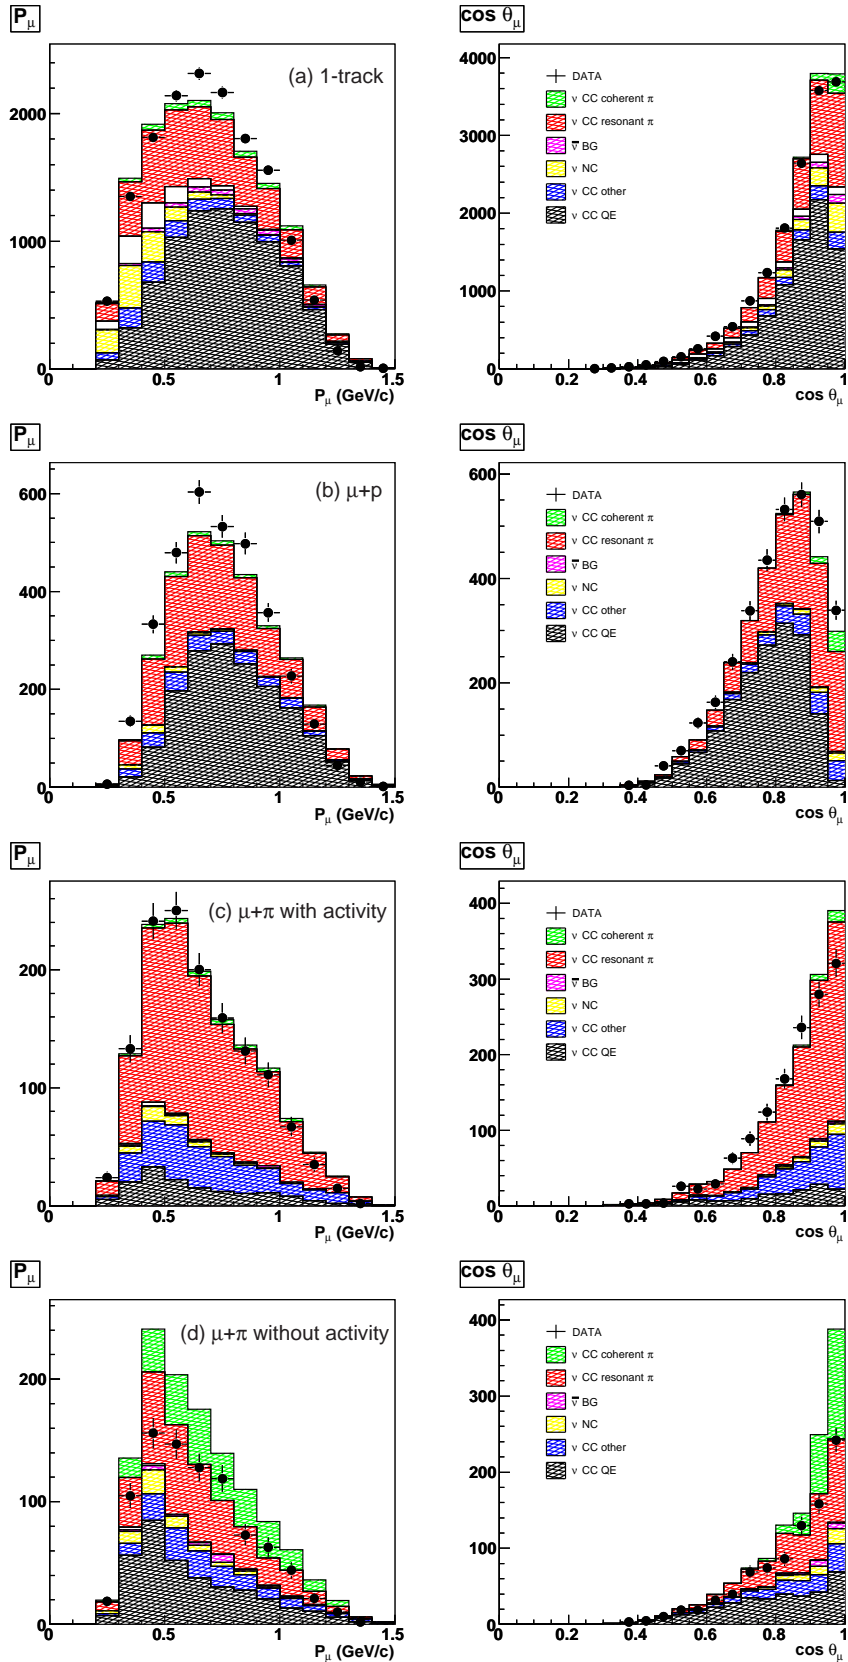 P_μ
cos θ_μ
(a) 1-track
2000
1000
0
0
0.5
1
1.5
P_μ (GeV/c)
DATA
ν CC coherent π
ν CC resonant π
ν̅ BG
ν NC
ν CC other
ν CC QE
4000
3000
2000
1000
0
0
0.2
0.4
0.6
0.8
1
cos θ_μ
P_μ
cos θ_μ
(b) μ+p
600
400
200
0
0
0.5
1
1.5
P_μ (GeV/c)
DATA
ν CC coherent π
ν CC resonant π
ν̅ BG
ν NC
ν CC other
ν CC QE
600
400
200
0
0
0.2
0.4
0.6
0.8
1
cos θ_μ
P_μ
cos θ_μ
(c) μ+π with activity
200
100
0
0
0.5
1
1.5
P_μ (GeV/c)
DATA
ν CC coherent π
ν CC resonant π
ν̅ BG
ν NC
ν CC other
ν CC QE
400
300
200
100
0
0
0.2
0.4
0.6
0.8
1
cos θ_μ
P_μ
cos θ_μ
(d) μ+π without activity
200
100
0
0
0.5
1
1.5
P_μ (GeV/c)
DATA
ν CC coherent π
ν CC resonant π
ν̅ BG
ν NC
ν CC other
ν CC QE
400
300
200
100
0
0
0.2
0.4
0.6
0.8
1
cos θ_μ